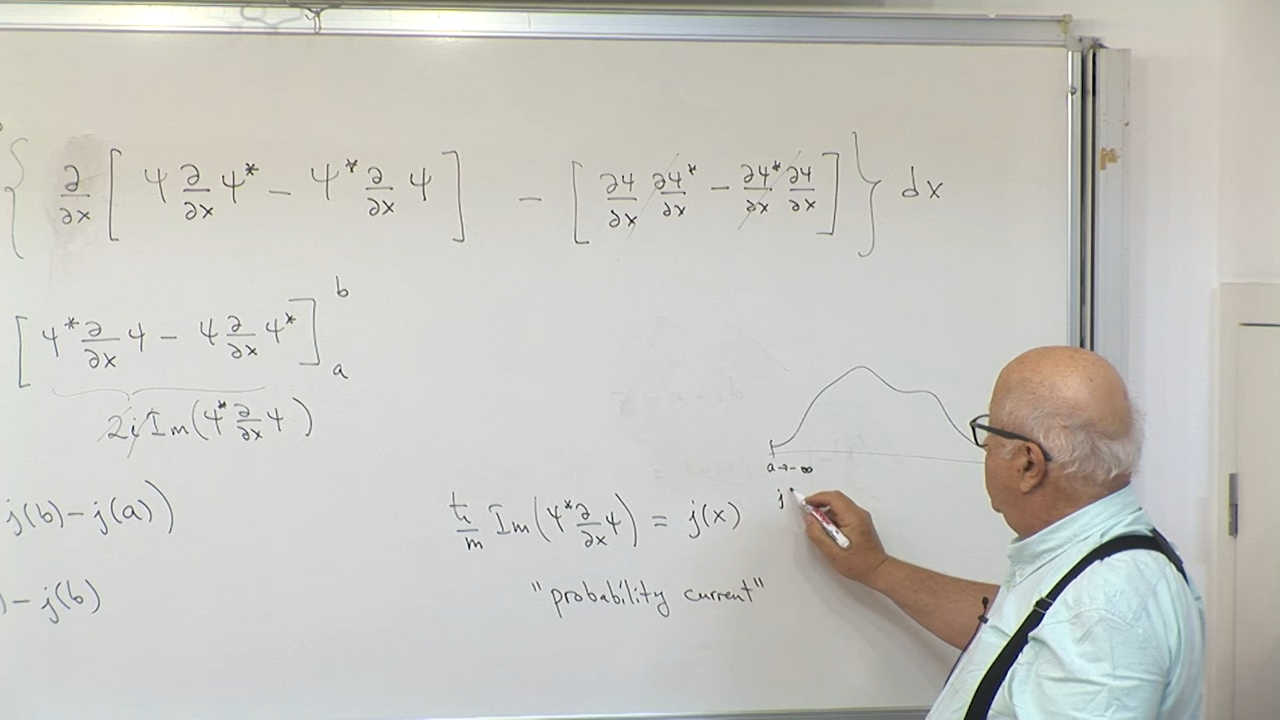 { ∂/∂x [ ψ ∂/∂x ψ* − ψ* ∂/∂x ψ ] − [ ∂ψ/∂x ∂ψ*/∂x − ∂ψ*/∂x ∂ψ/∂x ] } dx
[ ψ* ∂/∂x ψ − ψ ∂/∂x ψ* ]
b
a
2i Im(ψ* ∂/∂x ψ)
a→−∞
j
j(b) − j(a))
ħ/m Im(ψ* ∂/∂x ψ) = j(x)
) − j(b)
"probability current"